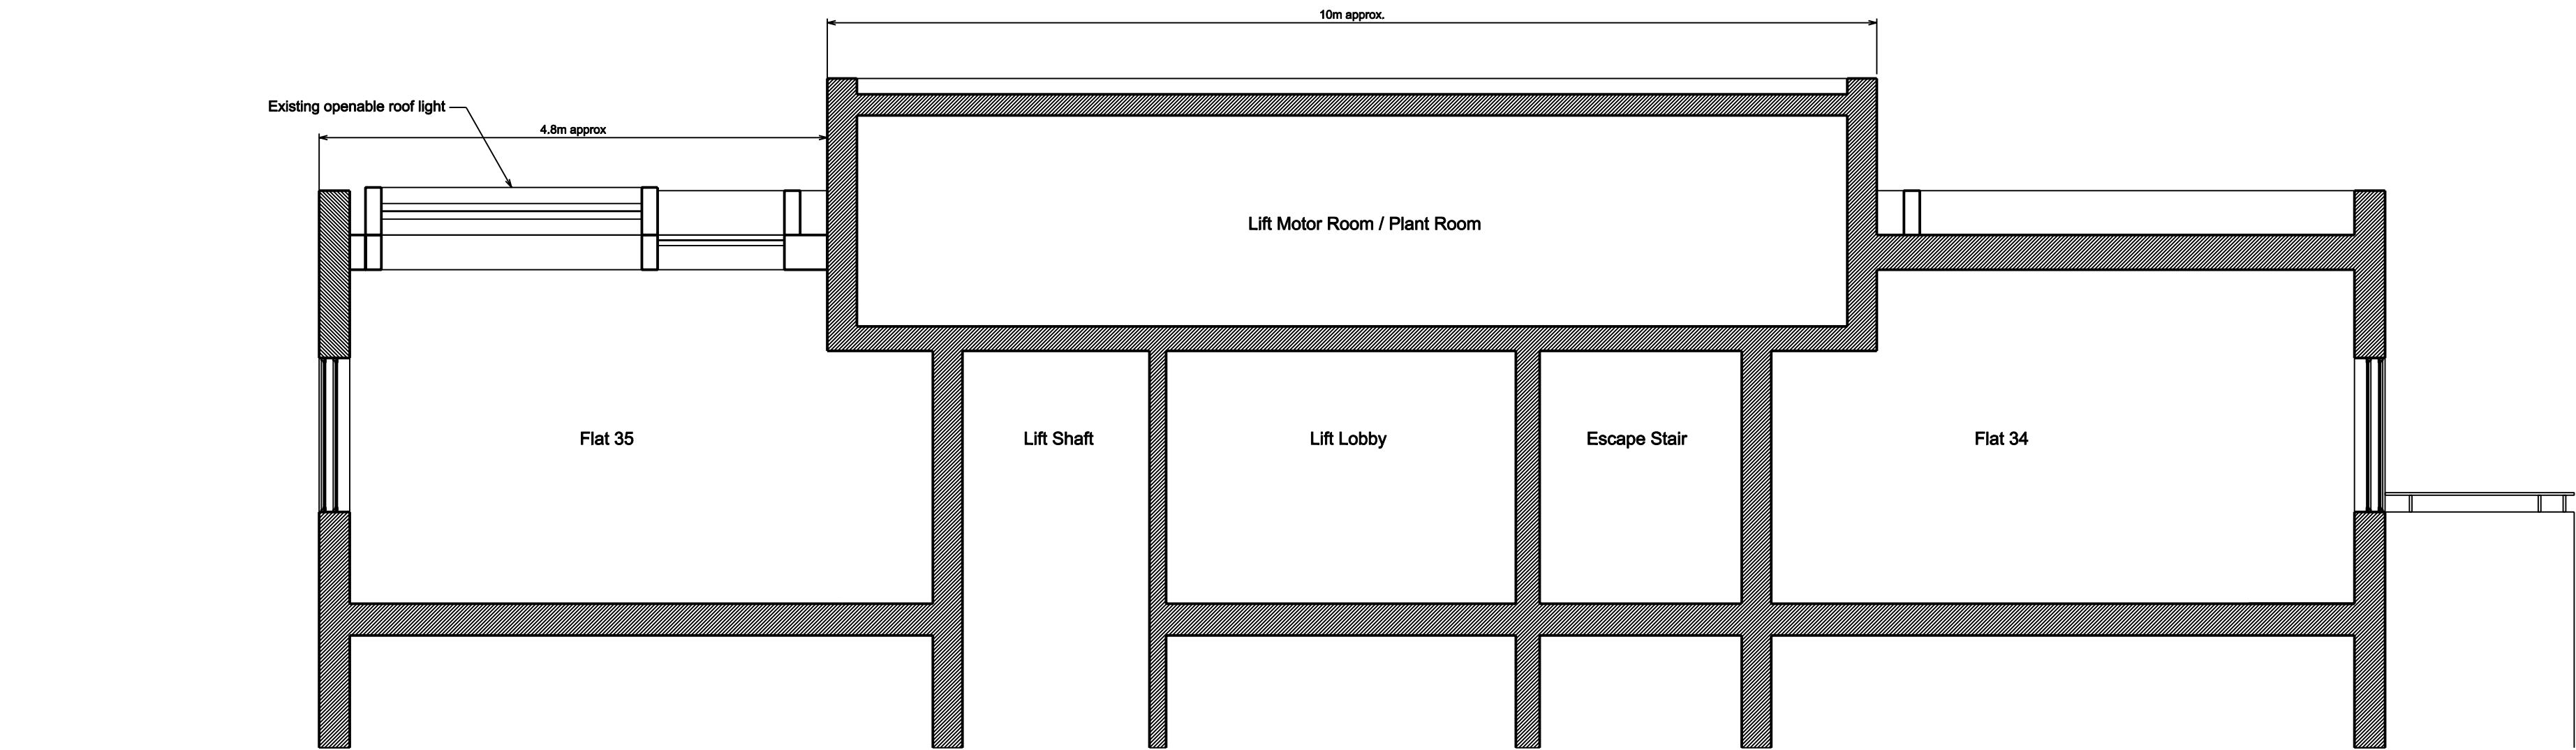 10m approx.
Existing openable roof light
4.8m approx
Lift Motor Room / Plant Room
Flat 35
Lift Shaft
Lift Lobby
Escape Stair
Flat 34